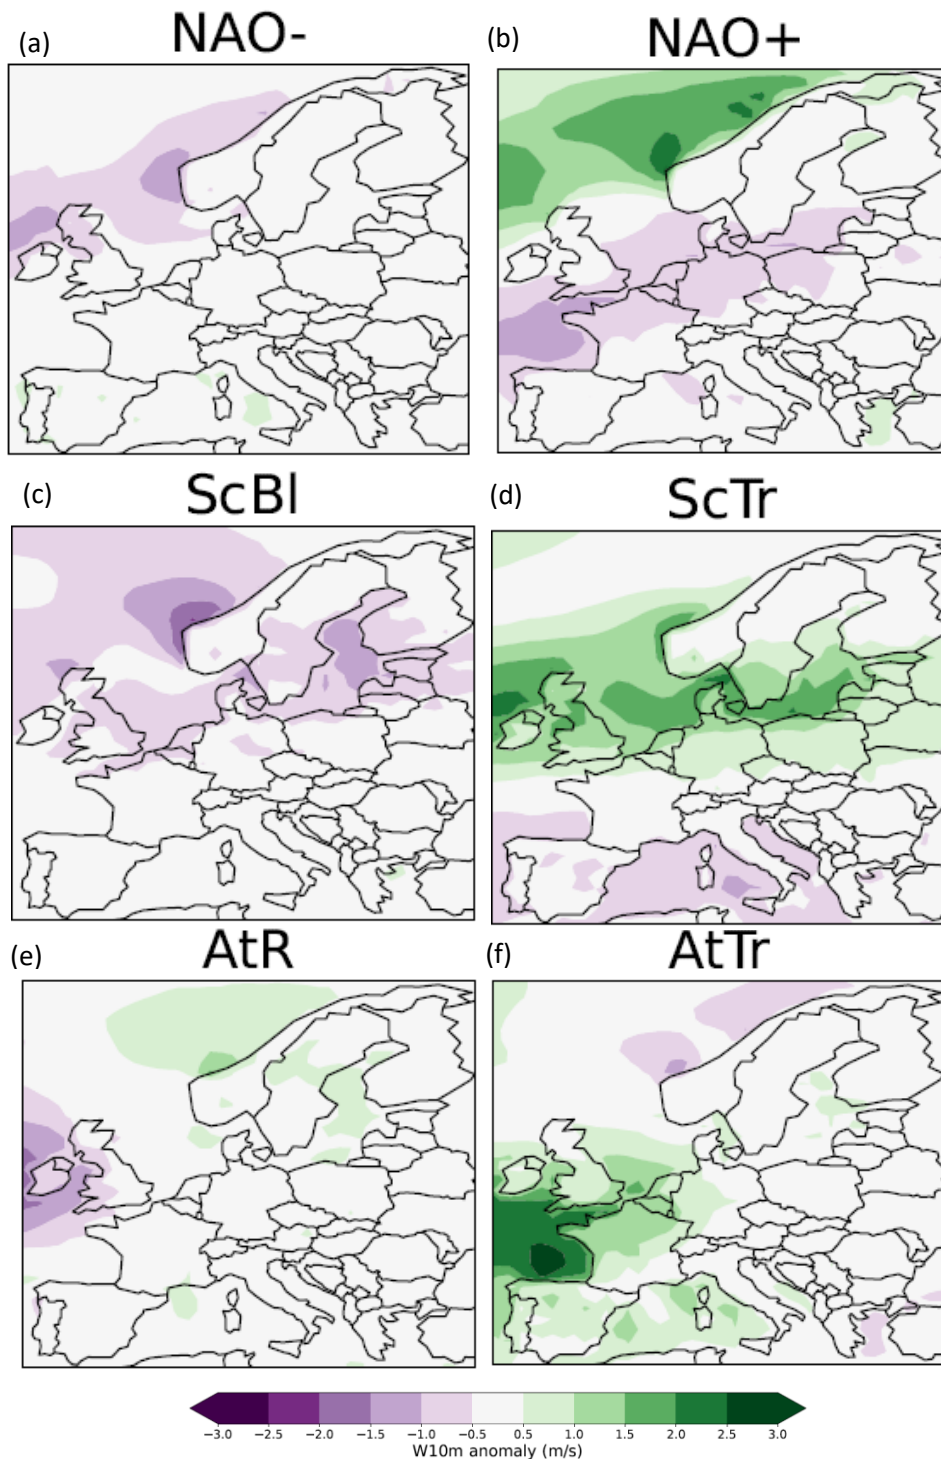 (a) NAO- (b) NAO+
(c) ScBl (d) ScTr
(e) AtR (f) AtTr
−3.0 −2.5 −2.0 −1.5 −1.0 −0.5 0.5 1.0 1.5 2.0 2.5 3.0
W10m anomaly (m/s)